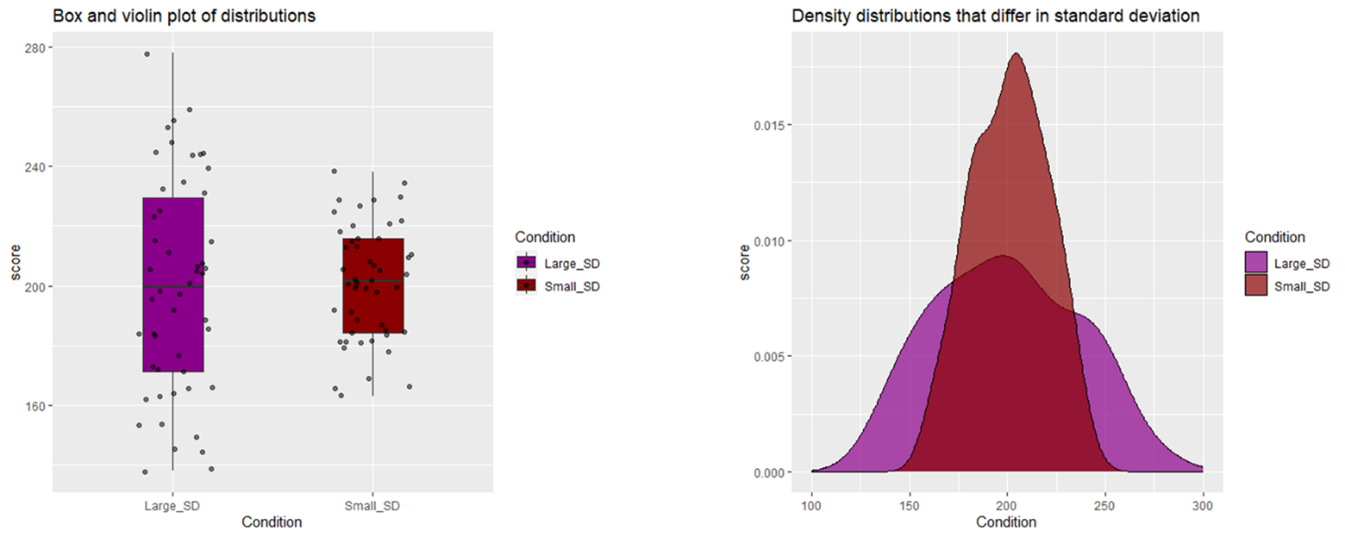 Box and violin plot of distributions
280
240
200
160
score
Large_SD
Small_SD
Condition
Condition
Large_SD
Small_SD
Density distributions that differ in standard deviation
0.015
0.010
0.005
0.000
score
100
150
200
250
300
Condition
Condition
Large_SD
Small_SD